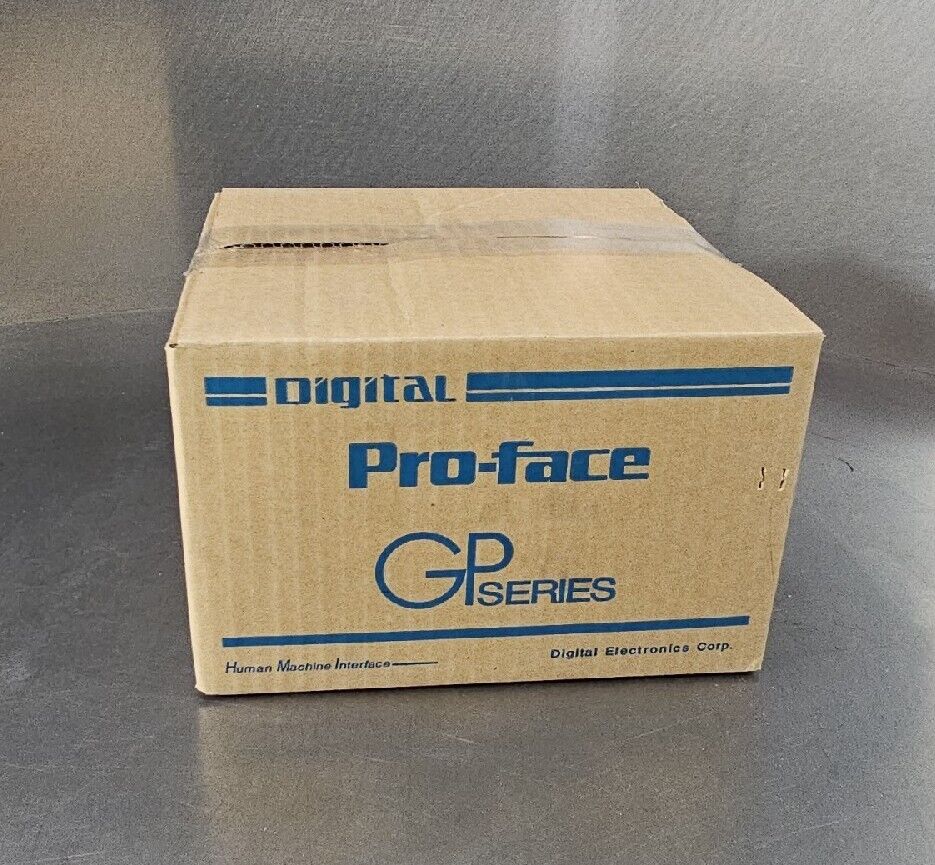 Digital
Pro-face
GP SERIES
Human Machine Interface
Digital Electronics Corp.